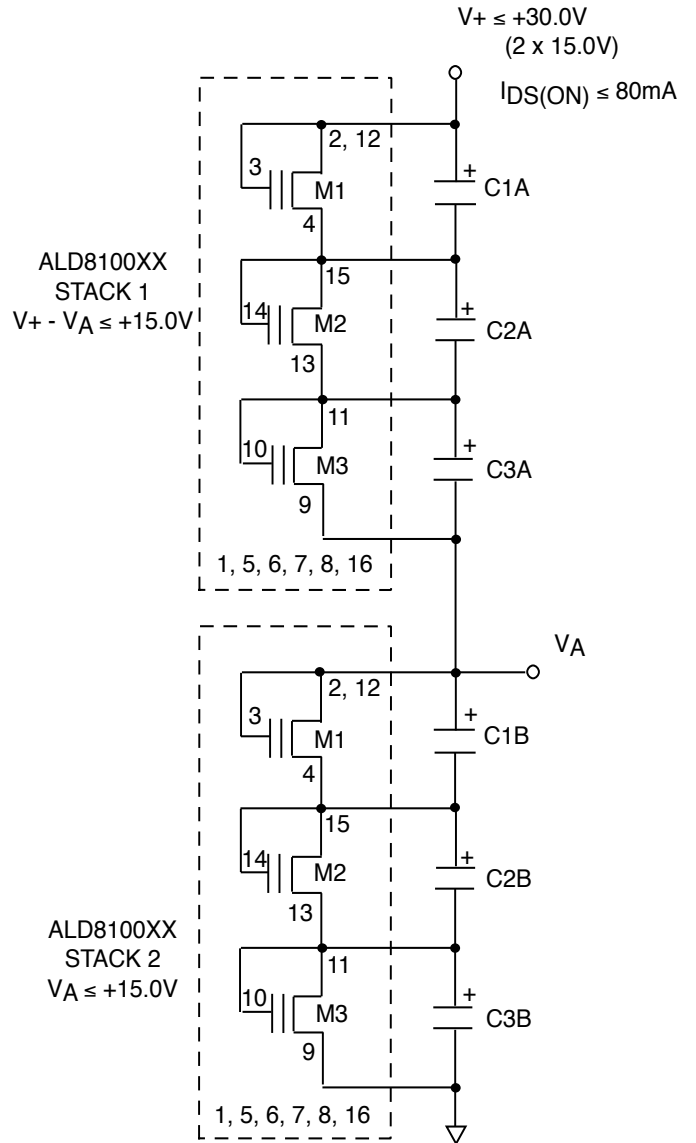 V+ ≤ +30.0V
(2 x 15.0V)
IDS(ON) ≤ 80mA
2, 12
3
M1
4
C1A
+
ALD8100XX
STACK 1
V+ - VA ≤ +15.0V
15
14
M2
13
C2A
+
11
10
M3
9
C3A
+
1, 5, 6, 7, 8, 16
VA
2, 12
3
M1
4
C1B
+
15
14
M2
13
C2B
+
ALD8100XX
STACK 2
VA ≤ +15.0V
11
10
M3
9
C3B
+
1, 5, 6, 7, 8, 16